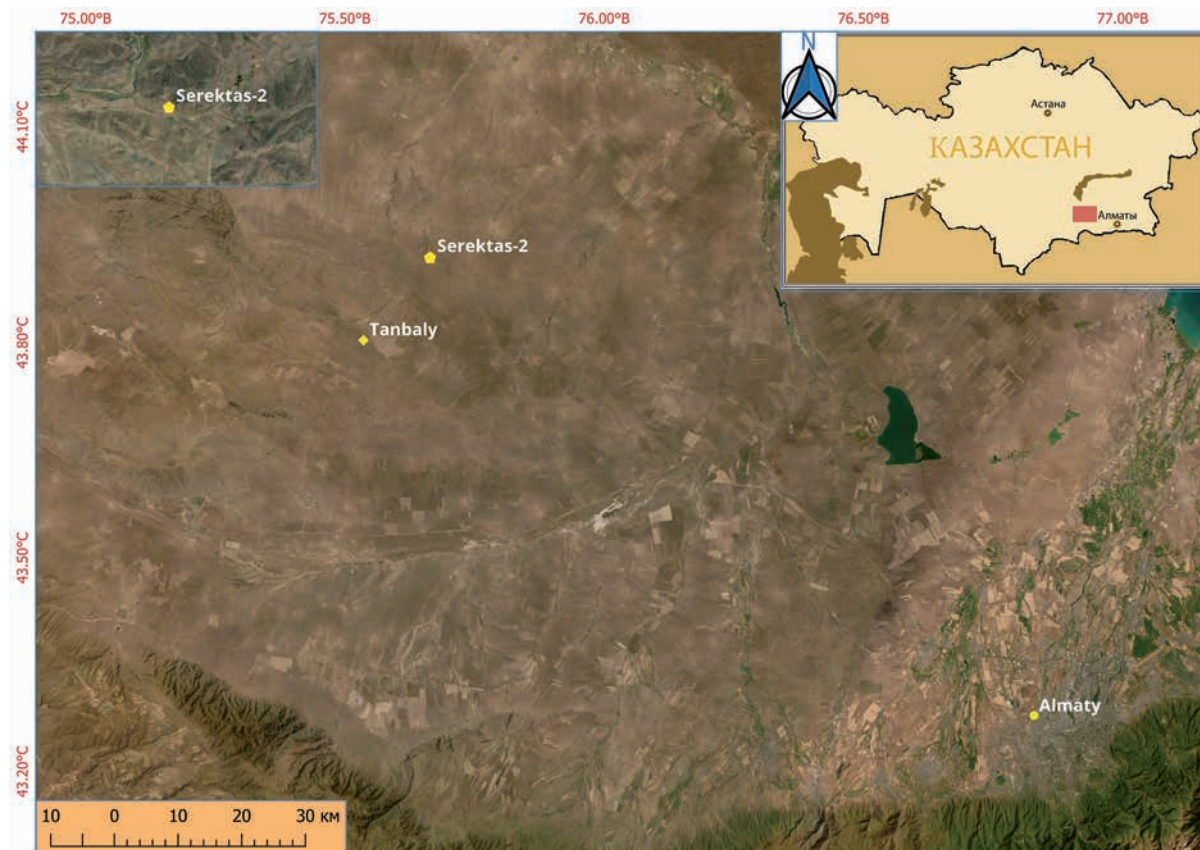 75.00°В 75.50°В 76.00°В 76.50°В 77.00°В
N
Serektas-2
Астана
КАЗАХСТАН
Алматы
44.10°С
Serektas-2
Tanbaly
43.80°С
43.50°С
Almaty
43.20°С
10 0 10 20 30 км